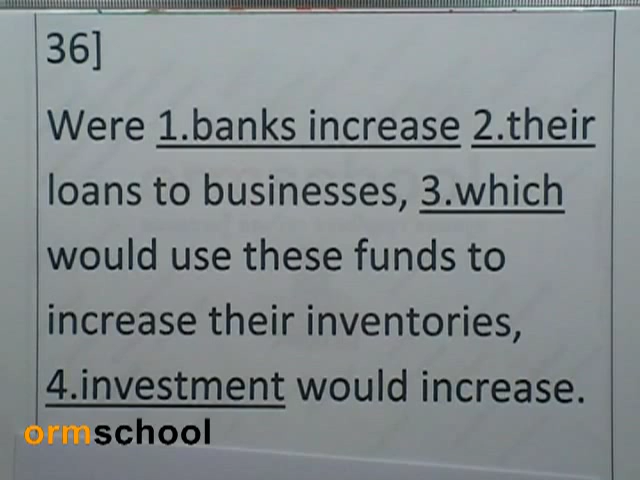 36]
Were 1.banks increase 2.their
loans to businesses, 3.which
would use these funds to
increase their inventories,
4.investment would increase.
ormschool